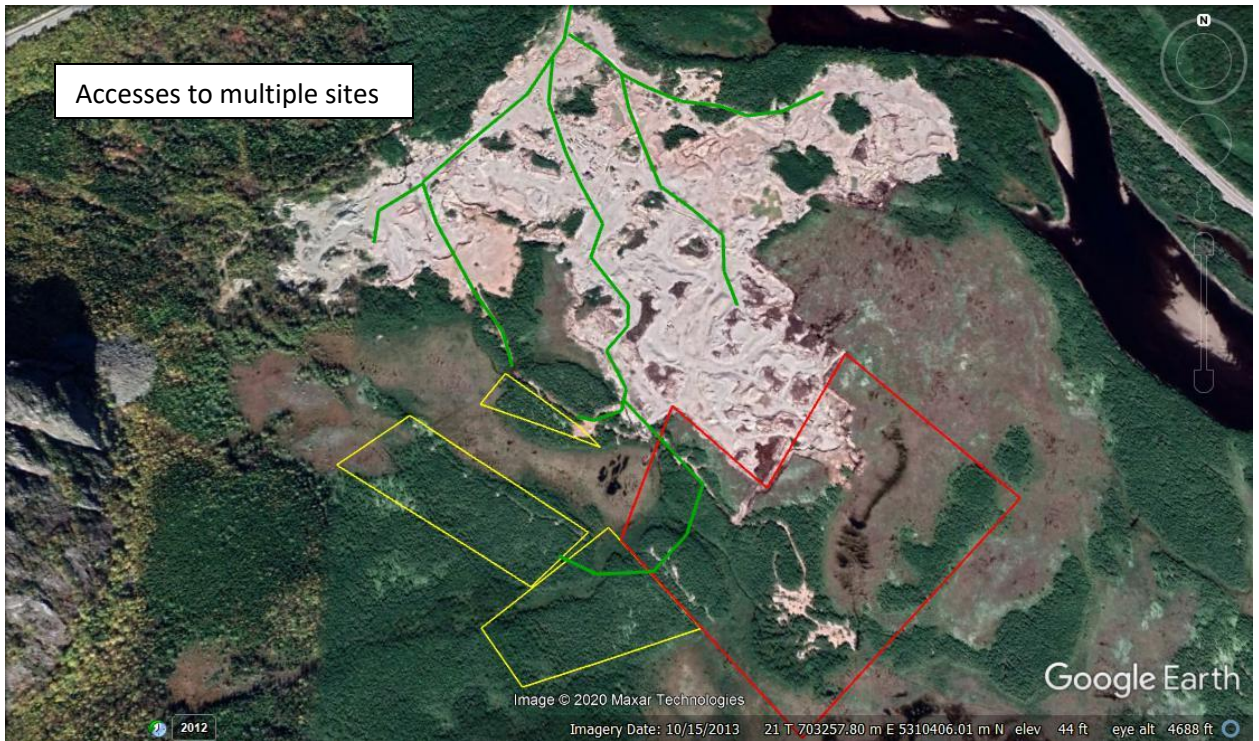 N
Accesses to multiple sites
Google Earth
Image © 2020 Maxar Technologies
2012
Imagery Date: 10/15/2013 21 T 703257.80 m E 5310406.01 m N elev 44 ft eye alt 4688 ft